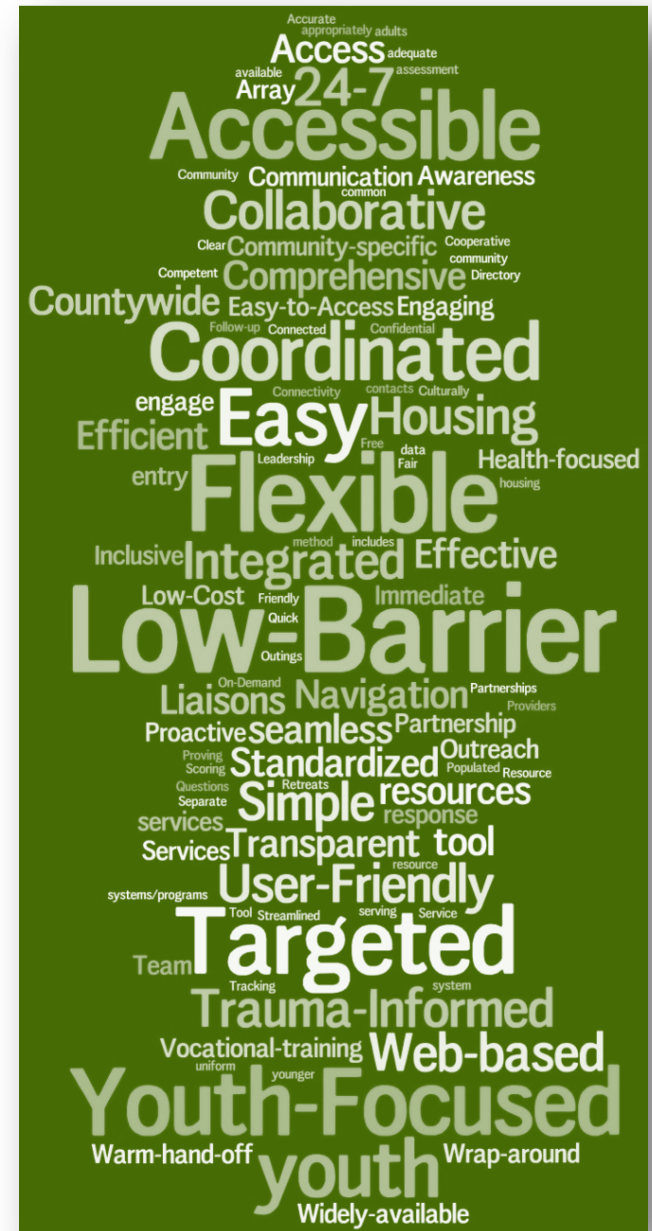 Accurate
appropriately adults
Access adequate
available assessment
Array 24-7
Accessible
Community Communication Awareness
common
Collaborative
Clear Community-specific Cooperative
community
Competent Comprehensive Directory
Countywide Easy-to-Access Engaging
Follow-up Connected Confidential
Coordinated
Connectivity contacts Culturally
engage Easy Housing
Efficient Free
data
Leadership Fair Health-focused
entry Flexible housing
method includes
Inclusive Integrated Effective
Low-Cost Friendly Immediate
Quick
Low-Barrier
Outings
On-Demand
Liaisons Navigation Partnerships
Providers
Proactive seamless Partnership
Proving Outreach
Scoring Standardized Populated Resource
Questions Retreats
Separate Simple resources
services response
Services Transparent tool
resource
systems/programs User-Friendly
Tool Streamlined serving Service
Targeted
Team
Tracking system
Trauma-Informed
Vocational-training Web-based
uniform younger
Youth-Focused
Warm-hand-off youth Wrap-around
Widely-available